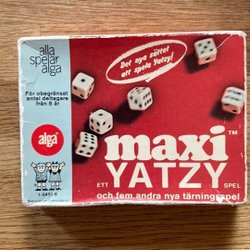 alla
spelar
alga
För obegränsat
antal deltagare
från 8 år
Det nya sättet
att spela Yatzy!
alga
maxi™
YATZY
ETT SPEL
och fem andra nya tärningsspel